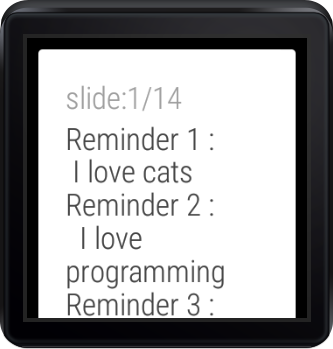 slide:1/14
Reminder 1 :
I love cats
Reminder 2 :
I love
programming
Reminder 3 :